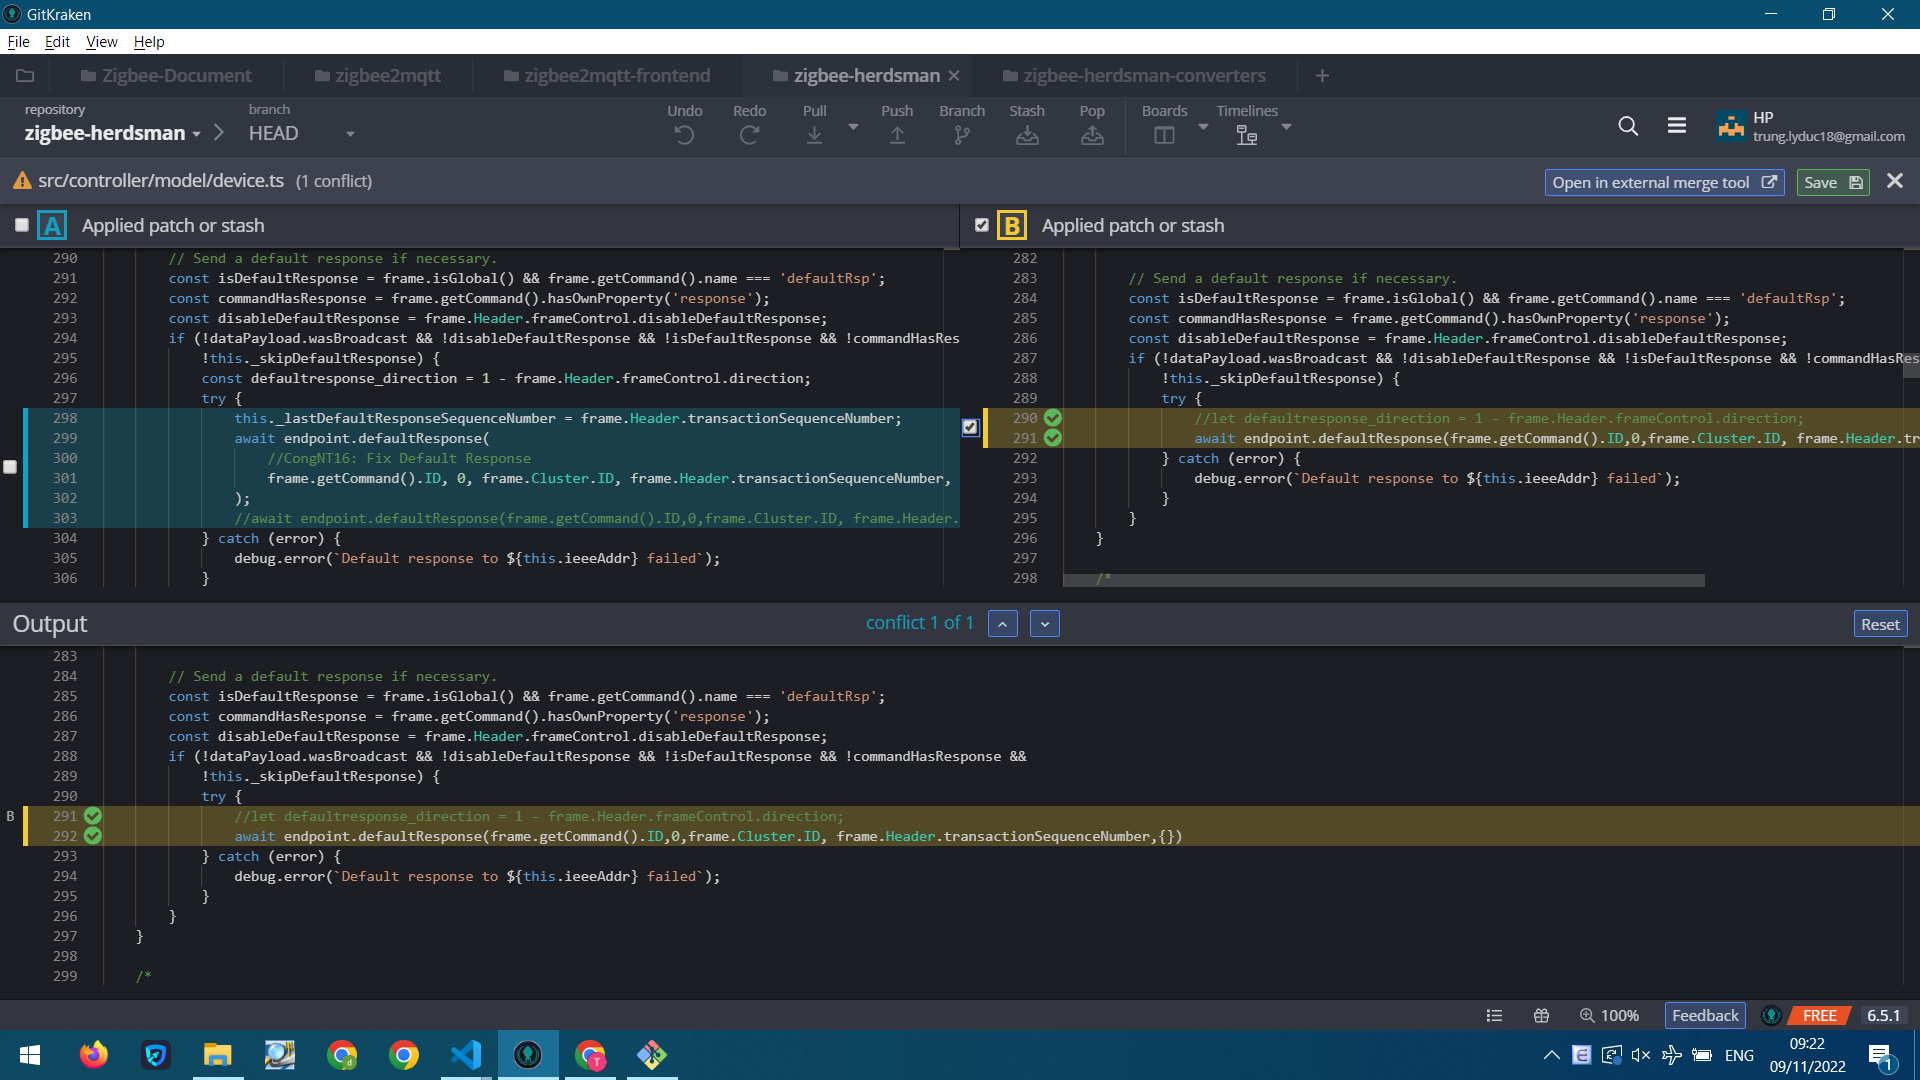 GitKraken
File Edit View Help
Zigbee-Document zigbee2mqtt zigbee2mqtt-frontend zigbee-herdsman zigbee-herdsman-converters
repository branch Undo Redo Pull Push Branch Stash Pop Boards Timelines
zigbee-herdsman HEAD
HP
trung.lyduc18@gmail.com
src/controller/model/device.ts (1 conflict) Open in external merge tool Save
A Applied patch or stash
290 // Send a default response if necessary.
291 const isDefaultResponse = frame.isGlobal() && frame.getCommand().name === 'defaultRsp';
292 const commandHasResponse = frame.getCommand().hasOwnProperty('response');
293 const disableDefaultResponse = frame.Header.frameControl.disableDefaultResponse;
294 if (!dataPayload.wasBroadcast && !disableDefaultResponse && !isDefaultResponse && !commandHasRes
295 !this._skipDefaultResponse) {
296 const defaultresponse_direction = 1 - frame.Header.frameControl.direction;
297 try {
298 this._lastDefaultResponseSequenceNumber = frame.Header.transactionSequenceNumber;
299 await endpoint.defaultResponse(
300 //CongNT16: Fix Default Response
301 frame.getCommand().ID, 0, frame.Cluster.ID, frame.Header.transactionSequenceNumber,
302 );
303 //await endpoint.defaultResponse(frame.getCommand().ID,0,frame.Cluster.ID, frame.Header.
304 } catch (error) {
305 debug.error(`Default response to ${this.ieeeAddr} failed`);
306 }
B Applied patch or stash
282
283 // Send a default response if necessary.
284 const isDefaultResponse = frame.isGlobal() && frame.getCommand().name === 'defaultRsp';
285 const commandHasResponse = frame.getCommand().hasOwnProperty('response');
286 const disableDefaultResponse = frame.Header.frameControl.disableDefaultResponse;
287 if (!dataPayload.wasBroadcast && !disableDefaultResponse && !isDefaultResponse && !commandHasRes
288 !this._skipDefaultResponse) {
289 try {
290 //let defaultresponse_direction = 1 - frame.Header.frameControl.direction;
291 await endpoint.defaultResponse(frame.getCommand().ID,0,frame.Cluster.ID, frame.Header.tr
292 } catch (error) {
293 debug.error(`Default response to ${this.ieeeAddr} failed`);
294 }
295 }
296 }
297
298 /*
Output conflict 1 of 1 Reset
283
284 // Send a default response if necessary.
285 const isDefaultResponse = frame.isGlobal() && frame.getCommand().name === 'defaultRsp';
286 const commandHasResponse = frame.getCommand().hasOwnProperty('response');
287 const disableDefaultResponse = frame.Header.frameControl.disableDefaultResponse;
288 if (!dataPayload.wasBroadcast && !disableDefaultResponse && !isDefaultResponse && !commandHasResponse &&
289 !this._skipDefaultResponse) {
290 try {
B 291 //let defaultresponse_direction = 1 - frame.Header.frameControl.direction;
292 await endpoint.defaultResponse(frame.getCommand().ID,0,frame.Cluster.ID, frame.Header.transactionSequenceNumber,{})
293 } catch (error) {
294 debug.error(`Default response to ${this.ieeeAddr} failed`);
295 }
296 }
297 }
298
299 /*
100% Feedback FREE 6.5.1
ENG 09:22
09/11/2022 1